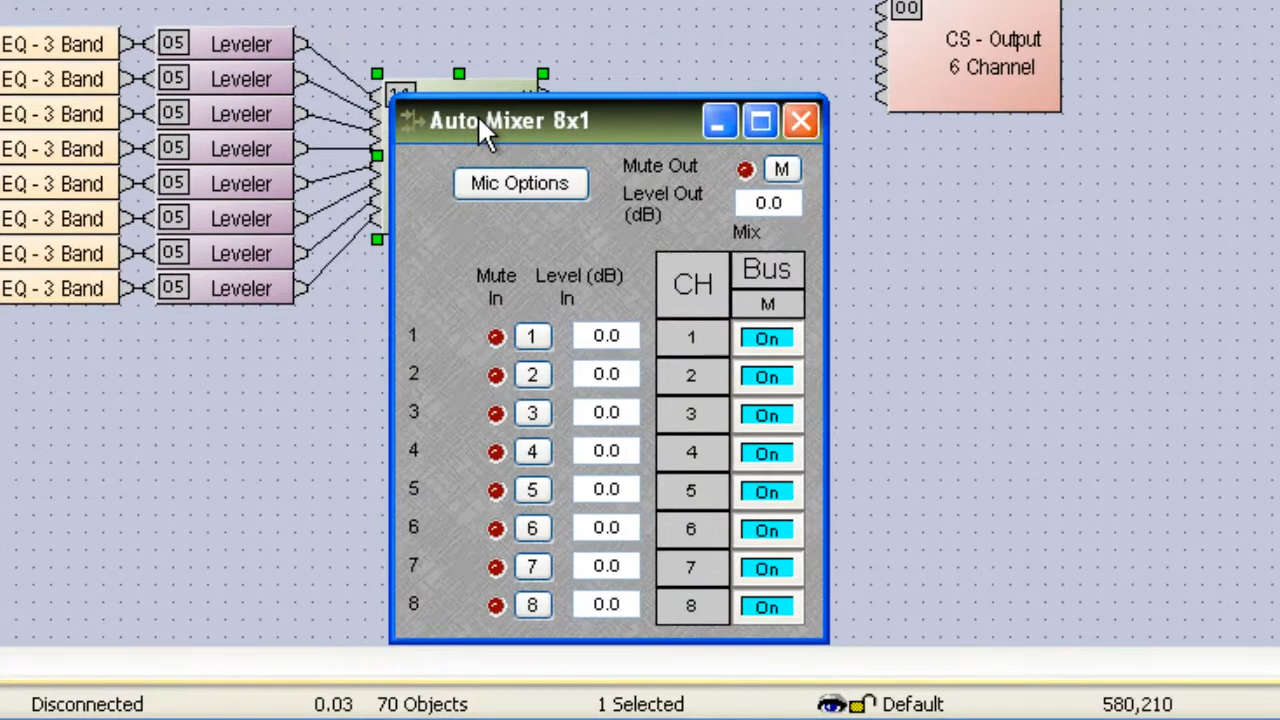 EQ - 3 Band 05 Leveler
EQ - 3 Band 05 Leveler
EQ - 3 Band 05 Leveler
EQ - 3 Band 05 Leveler
EQ - 3 Band 05 Leveler
EQ - 3 Band 05 Leveler
EQ - 3 Band 05 Leveler
EQ - 3 Band 05 Leveler
00
CS - Output
6 Channel
Auto Mixer 8x1
Mic Options
Mute Out M
Level Out
(dB)
0.0
Mix
Mute
In
Level (dB)
In
CH
Bus
M
1 1 0.0 1 On
2 2 0.0 2 On
3 3 0.0 3 On
4 4 0.0 4 On
5 5 0.0 5 On
6 6 0.0 6 On
7 7 0.0 7 On
8 8 0.0 8 On
Disconnected 0.03 70 Objects 1 Selected Default 580,210